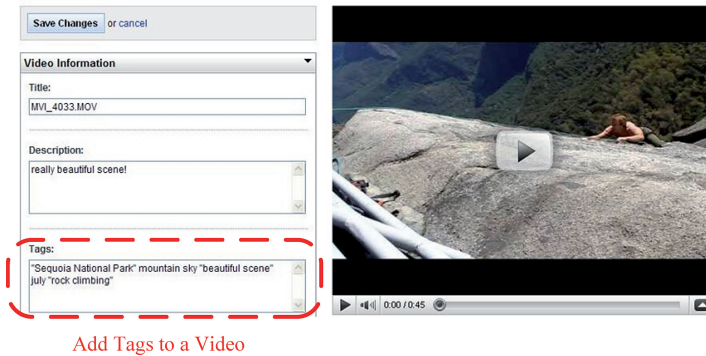 Save Changes or cancel
Video Information
Title:
MVI_4033.MOV
Description:
really beautiful scene!
Tags:
"Sequoia National Park" mountain sky "beautiful scene"
july "rock climbing"
0:00 / 0:45
Add Tags to a Video